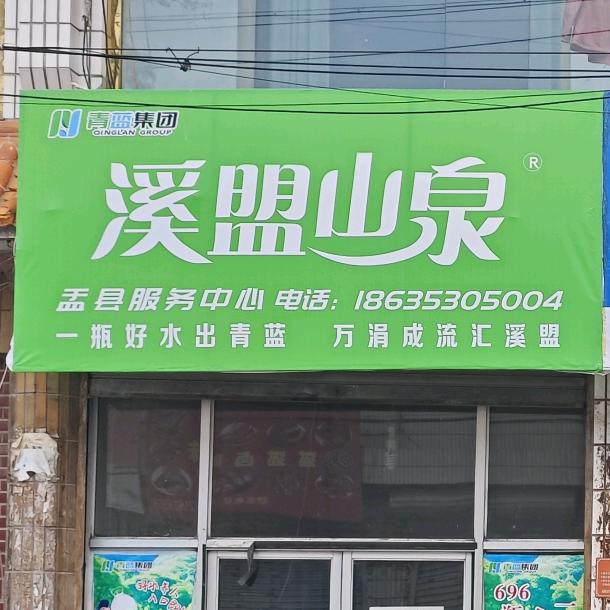 青蓝集团
QINGLAN GROUP
溪盟山泉®
盂县服务中心 电话：18635305004
一瓶好水出青蓝 万涓成流汇溪盟
青蓝集团
青蓝集团
696